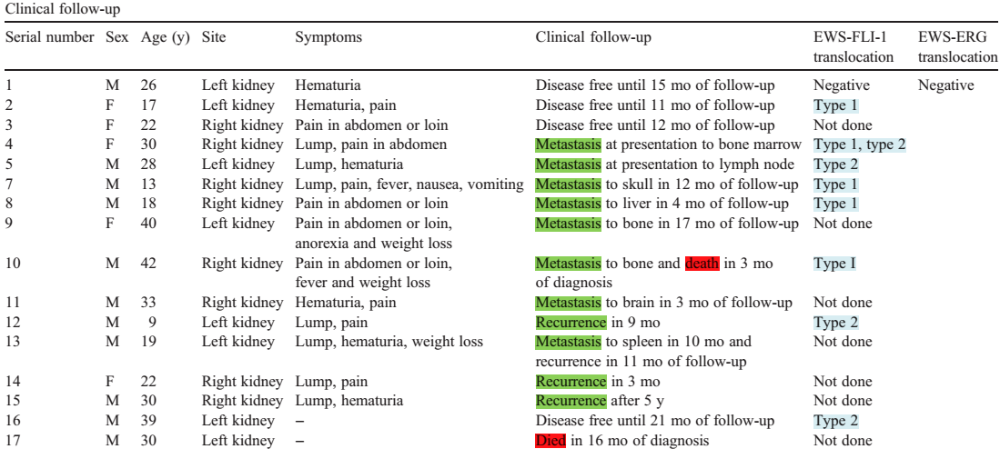 Clinical follow-up
Serial number Sex Age (y) Site Symptoms Clinical follow-up EWS-FLI-1 EWS-ERG
translocation translocation
1 M 26 Left kidney Hematuria Disease free until 15 mo of follow-up Negative Negative
2 F 17 Left kidney Hematuria, pain Disease free until 11 mo of follow-up Type 1
3 F 22 Right kidney Pain in abdomen or loin Disease free until 12 mo of follow-up Not done
4 F 30 Right kidney Lump, pain in abdomen Metastasis at presentation to bone marrow Type 1, type 2
5 M 28 Left kidney Lump, hematuria Metastasis at presentation to lymph node Type 2
7 M 13 Right kidney Lump, pain, fever, nausea, vomiting Metastasis to skull in 12 mo of follow-up Type 1
8 M 18 Right kidney Pain in abdomen or loin Metastasis to liver in 4 mo of follow-up Type 1
9 F 40 Left kidney Pain in abdomen or loin, Metastasis to bone in 17 mo of follow-up Not done
anorexia and weight loss
10 M 42 Right kidney Pain in abdomen or loin, Metastasis to bone and death in 3 mo Type I
fever and weight loss of diagnosis
11 M 33 Right kidney Hematuria, pain Metastasis to brain in 3 mo of follow-up Not done
12 M 9 Left kidney Lump, pain Recurrence in 9 mo Type 2
13 M 19 Left kidney Lump, hematuria, weight loss Metastasis to spleen in 10 mo and Not done
recurrence in 11 mo of follow-up
14 F 22 Right kidney Lump, pain Recurrence in 3 mo Not done
15 M 30 Right kidney Lump, hematuria Recurrence after 5 y Not done
16 M 39 Left kidney – Disease free until 21 mo of follow-up Type 2
17 M 30 Left kidney – Died in 16 mo of diagnosis Not done